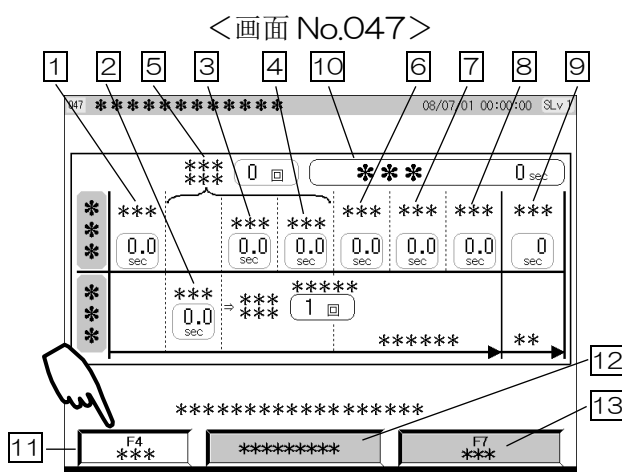 ＜画面 No.047＞
1 2 5 3 4 10 6 7 8 9
047 ＊＊＊＊＊＊＊＊＊＊＊＊ 08/07/01 00:00:00 SLv 1
＊＊＊
＊＊＊ 0 回 ＊＊＊ 0 sec
＊＊＊ ＊＊＊ ＊＊＊ ＊＊＊ ＊＊＊ ＊＊＊ ＊＊＊ ＊＊＊
0.0 0.0 0.0 0.0 0.0 0.0 0
sec sec sec sec sec sec sec
＊＊＊ ＊＊＊ ⇒ ＊＊＊ ＊＊＊＊＊
0.0 ＊＊＊ 1 回
sec
＊＊＊＊＊＊ ＊＊
12
＊＊＊＊＊＊＊＊＊＊＊＊＊＊＊＊＊
13
11 F4 ＊＊＊＊＊＊＊＊＊ F7
＊＊＊ ＊＊＊